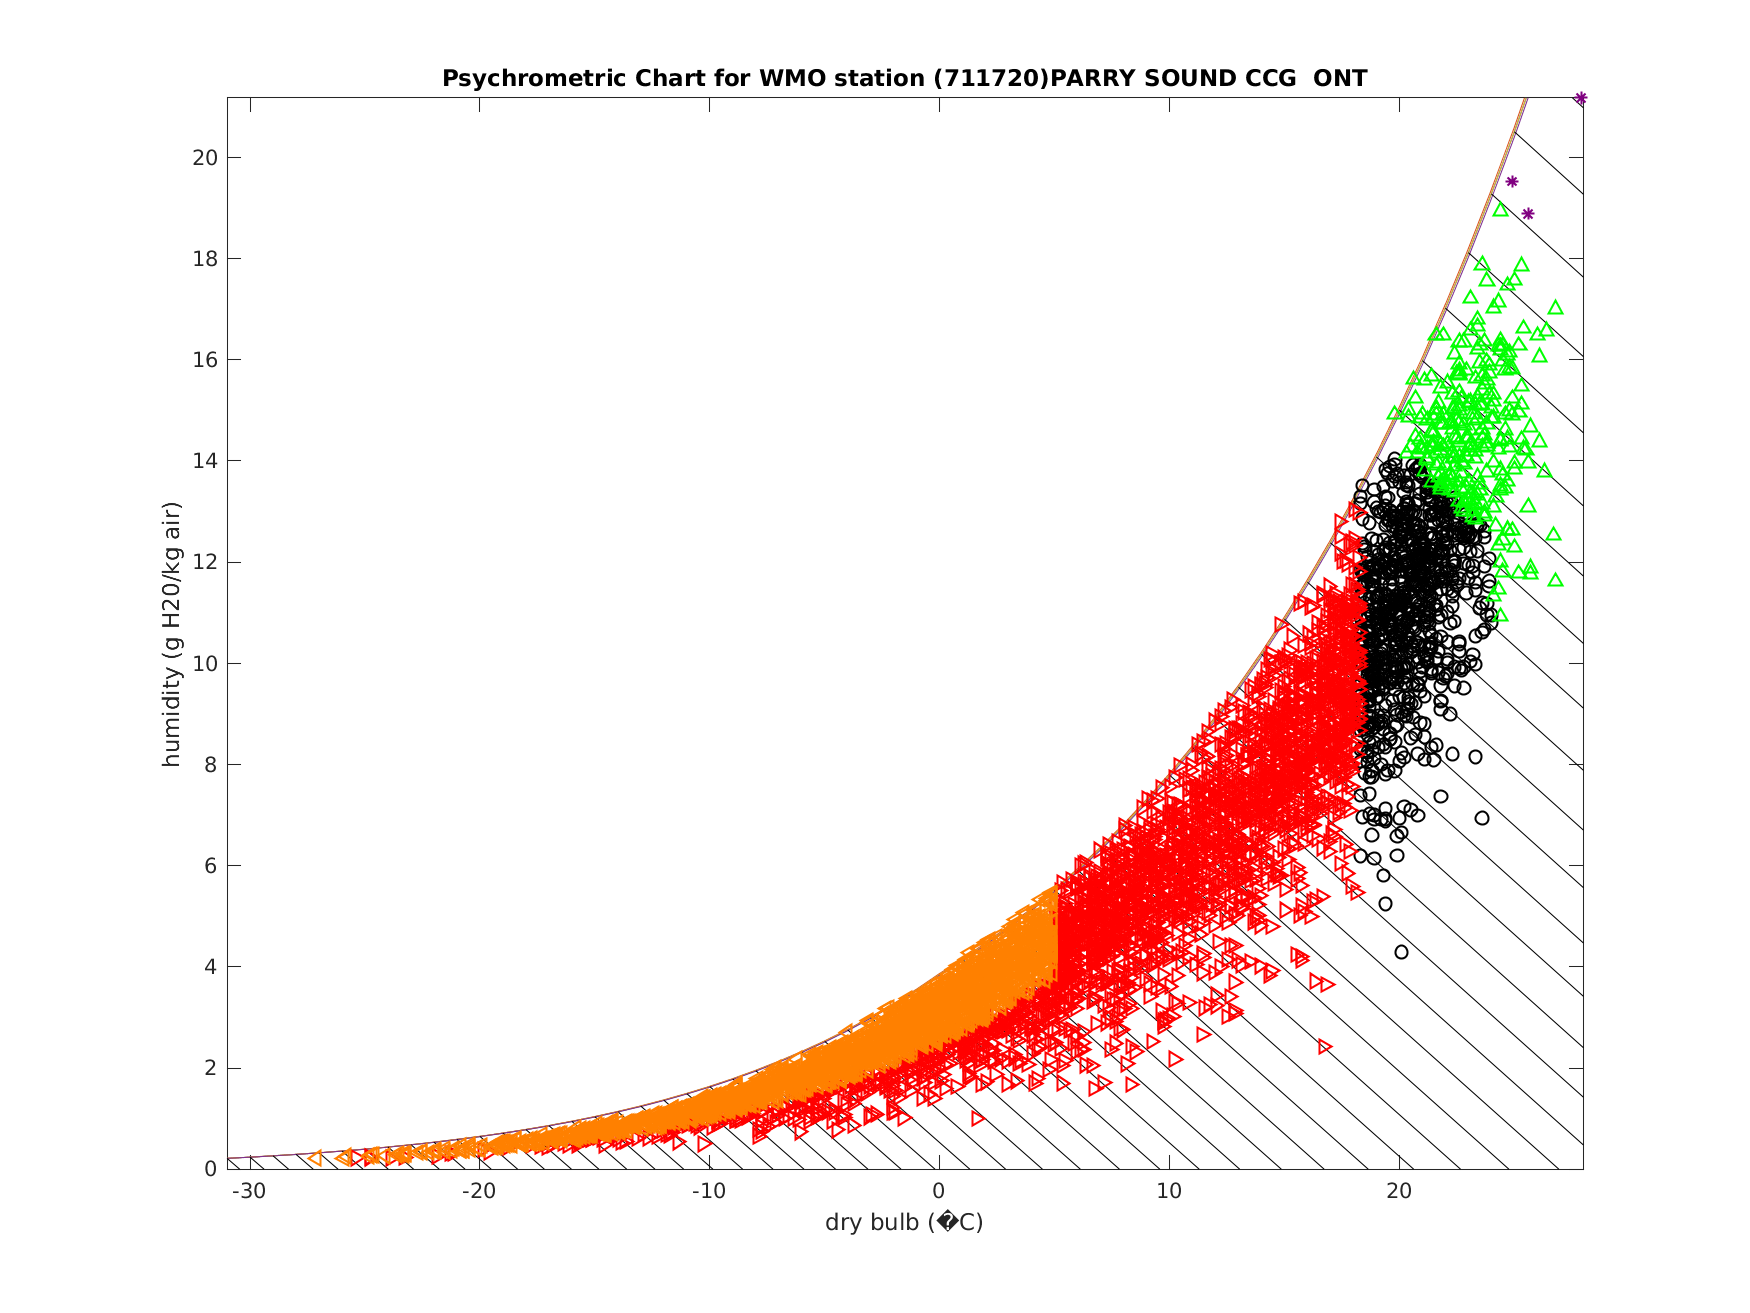 Psychrometric Chart for WMO station (711720)PARRY SOUND CCG  ONT
humidity (g H20/kg air)
20
18
16
14
12
10
8
6
4
2
0
-30 -20 -10 0 10 20
dry bulb (�C)